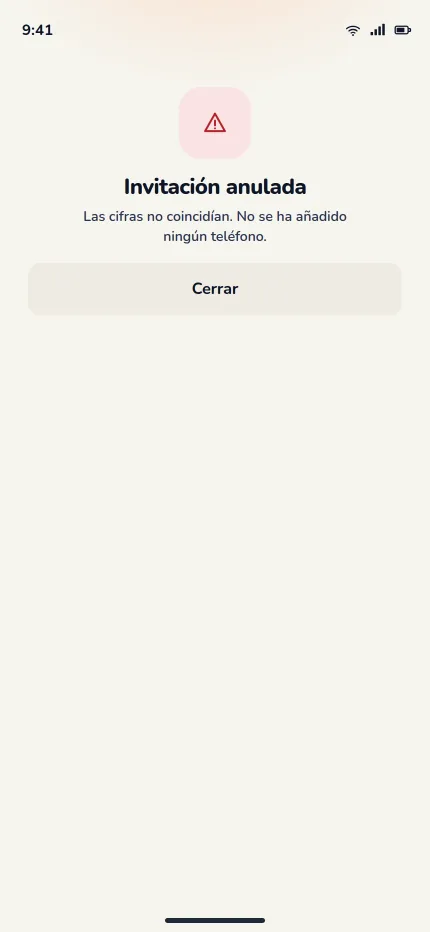 9:41
Invitación anulada
Las cifras no coincidían. No se ha añadido
ningún teléfono.
Cerrar